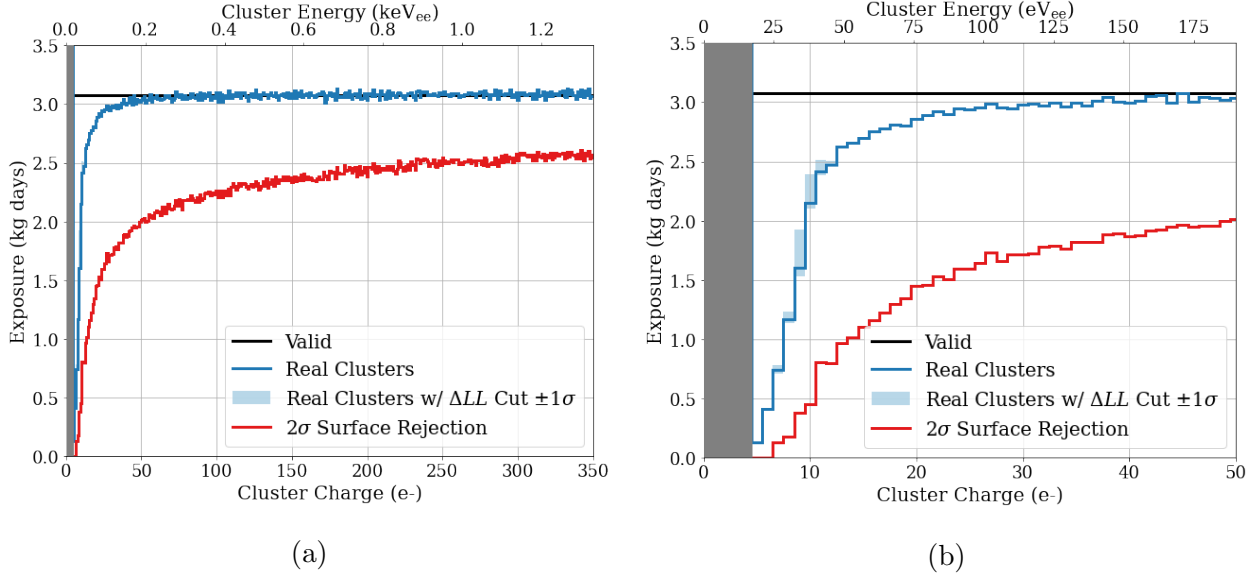 Cluster Energy (keVee)
0.0 0.2 0.4 0.6 0.8 1.0 1.2
3.5
3.0
2.5
2.0
1.5
1.0
0.5
0.0
Exposure (kg days)
Valid
Real Clusters
Real Clusters w/ ΔLL Cut ±1σ
2σ Surface Rejection
0 50 100 150 200 250 300 350
Cluster Charge (e-)
(a)
Cluster Energy (eVee)
0 25 50 75 100 125 150 175
3.5
3.0
2.5
2.0
1.5
1.0
0.5
0.0
Exposure (kg days)
Valid
Real Clusters
Real Clusters w/ ΔLL Cut ±1σ
2σ Surface Rejection
0 10 20 30 40 50
Cluster Charge (e-)
(b)